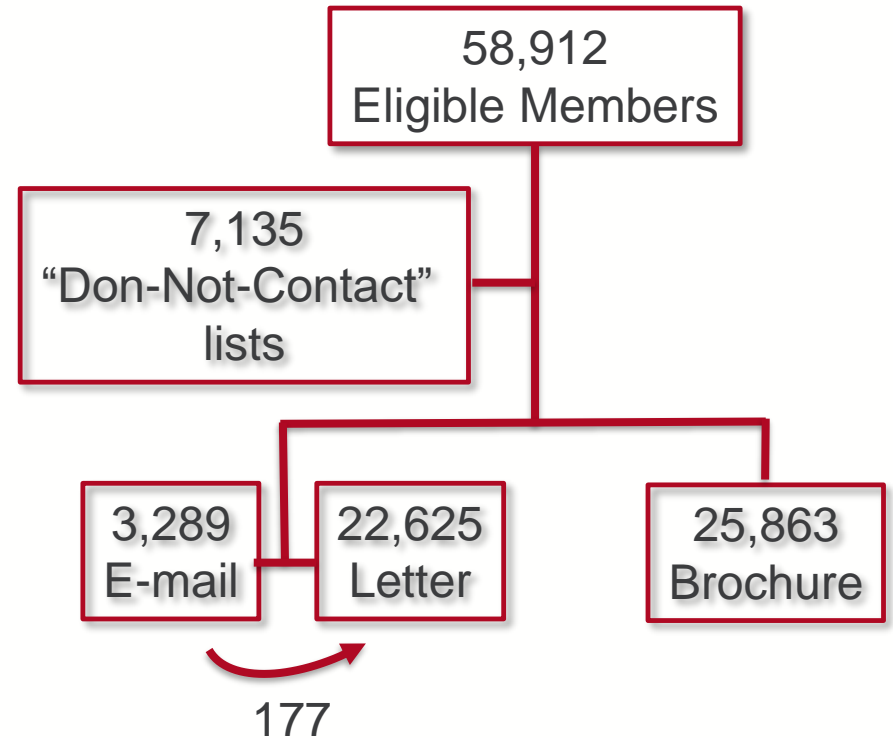 58,912
Eligible Members
7,135
“Don-Not-Contact”
lists
3,289
E-mail
22,625
Letter
25,863
Brochure
177